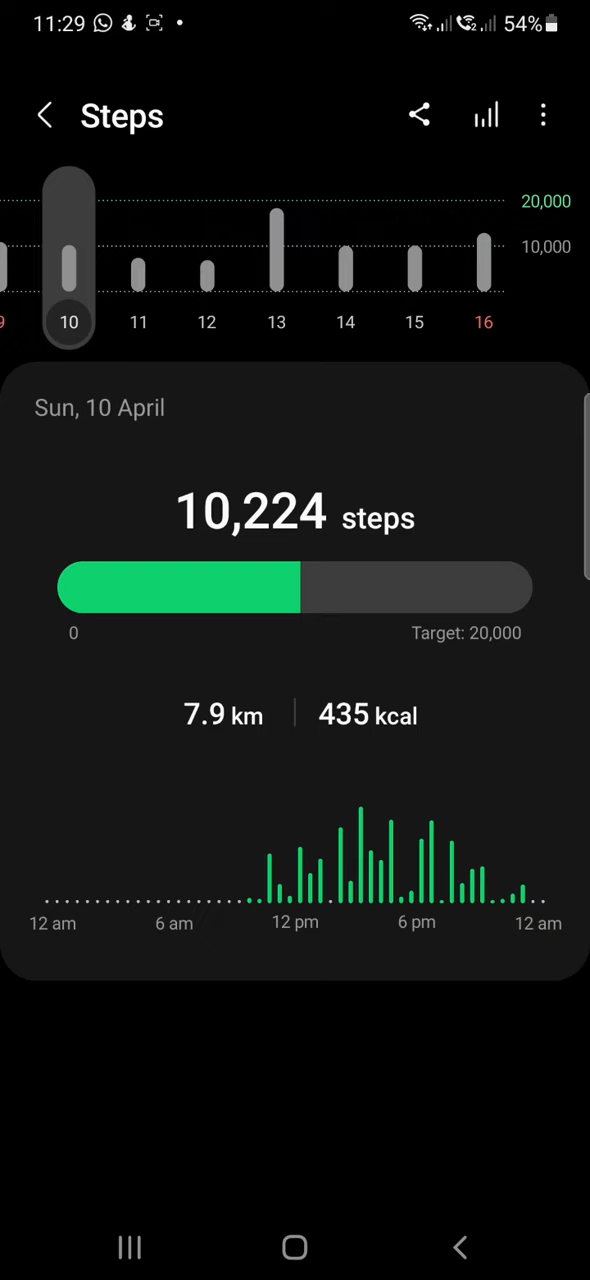 11:29 54%
Steps
20,000
10,000
9 10 11 12 13 14 15 16
Sun, 10 April
10,224 steps
0 Target: 20,000
7.9 km 435 kcal
12 am 6 am 12 pm 6 pm 12 am